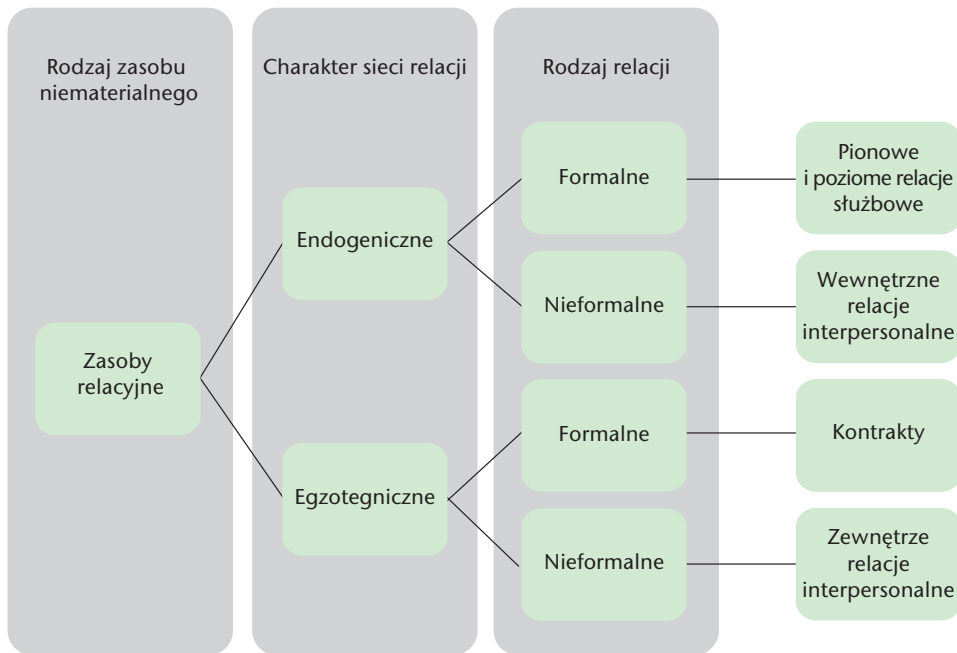 Rodzaj zasobu
niematerialnego
Charakter sieci relacji
Rodzaj relacji
Zasoby
relacyjne
Endogeniczne
Egzotegniczne
Formalne
Nieformalne
Formalne
Nieformalne
Pionowe
i poziome relacje
służbowe
Wewnętrzne
relacje
interpersonalne
Kontrakty
Zewnętrze
relacje
interpersonalne